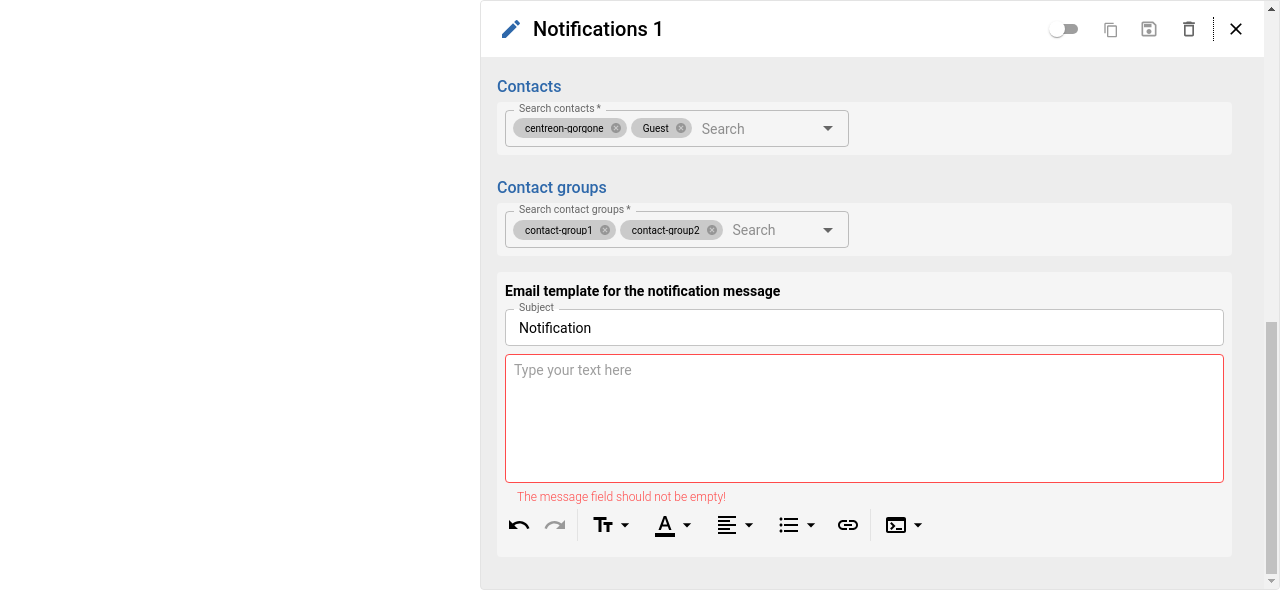 Notifications 1
Contacts
Search contacts *
centreon-gorgone Guest Search
Contact groups
Search contact groups *
contact-group1 contact-group2 Search
Email template for the notification message
Subject
Notification
Type your text here
The message field should not be empty!